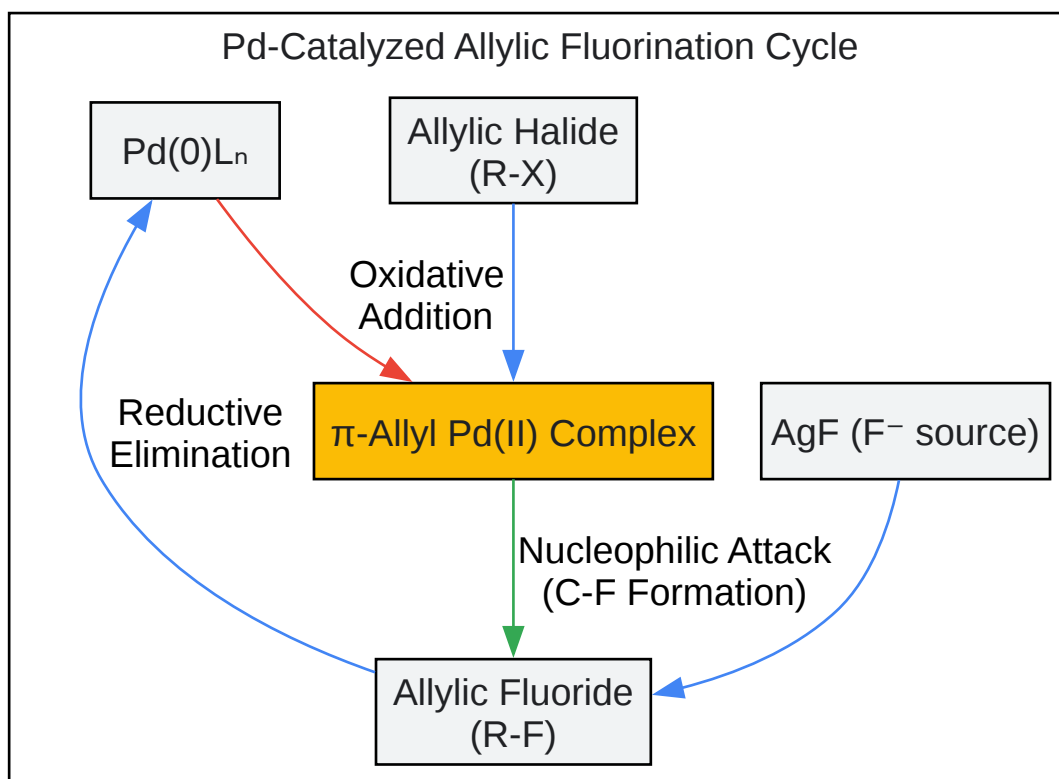 Pd-Catalyzed Allylic Fluorination Cycle
Pd(0)Lₙ
Allylic Halide
(R-X)
Oxidative
Addition
π-Allyl Pd(II) Complex
AgF (F⁻ source)
Reductive
Elimination
Nucleophilic Attack
(C-F Formation)
Allylic Fluoride
(R-F)